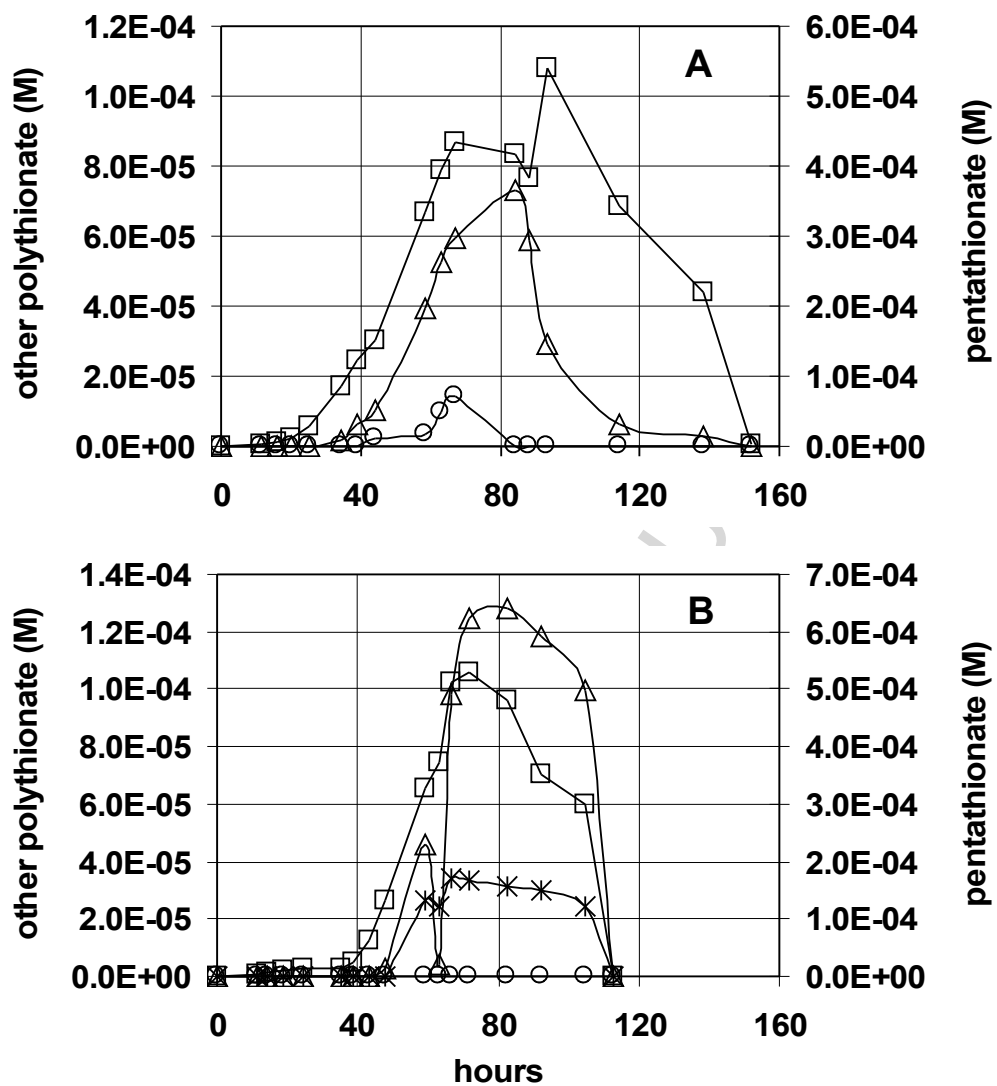 A
other polythionate (M)
1.2E-04
1.0E-04
8.0E-05
6.0E-05
4.0E-05
2.0E-05
0.0E+00
6.0E-04
5.0E-04
4.0E-04
3.0E-04
2.0E-04
1.0E-04
0.0E+00
pentathionate (M)
0 40 80 120 160
B
other polythionate (M)
1.4E-04
1.2E-04
1.0E-04
8.0E-05
6.0E-05
4.0E-05
2.0E-05
0.0E+00
7.0E-04
6.0E-04
5.0E-04
4.0E-04
3.0E-04
2.0E-04
1.0E-04
0.0E+00
pentathionate (M)
0 40 80 120 160
hours